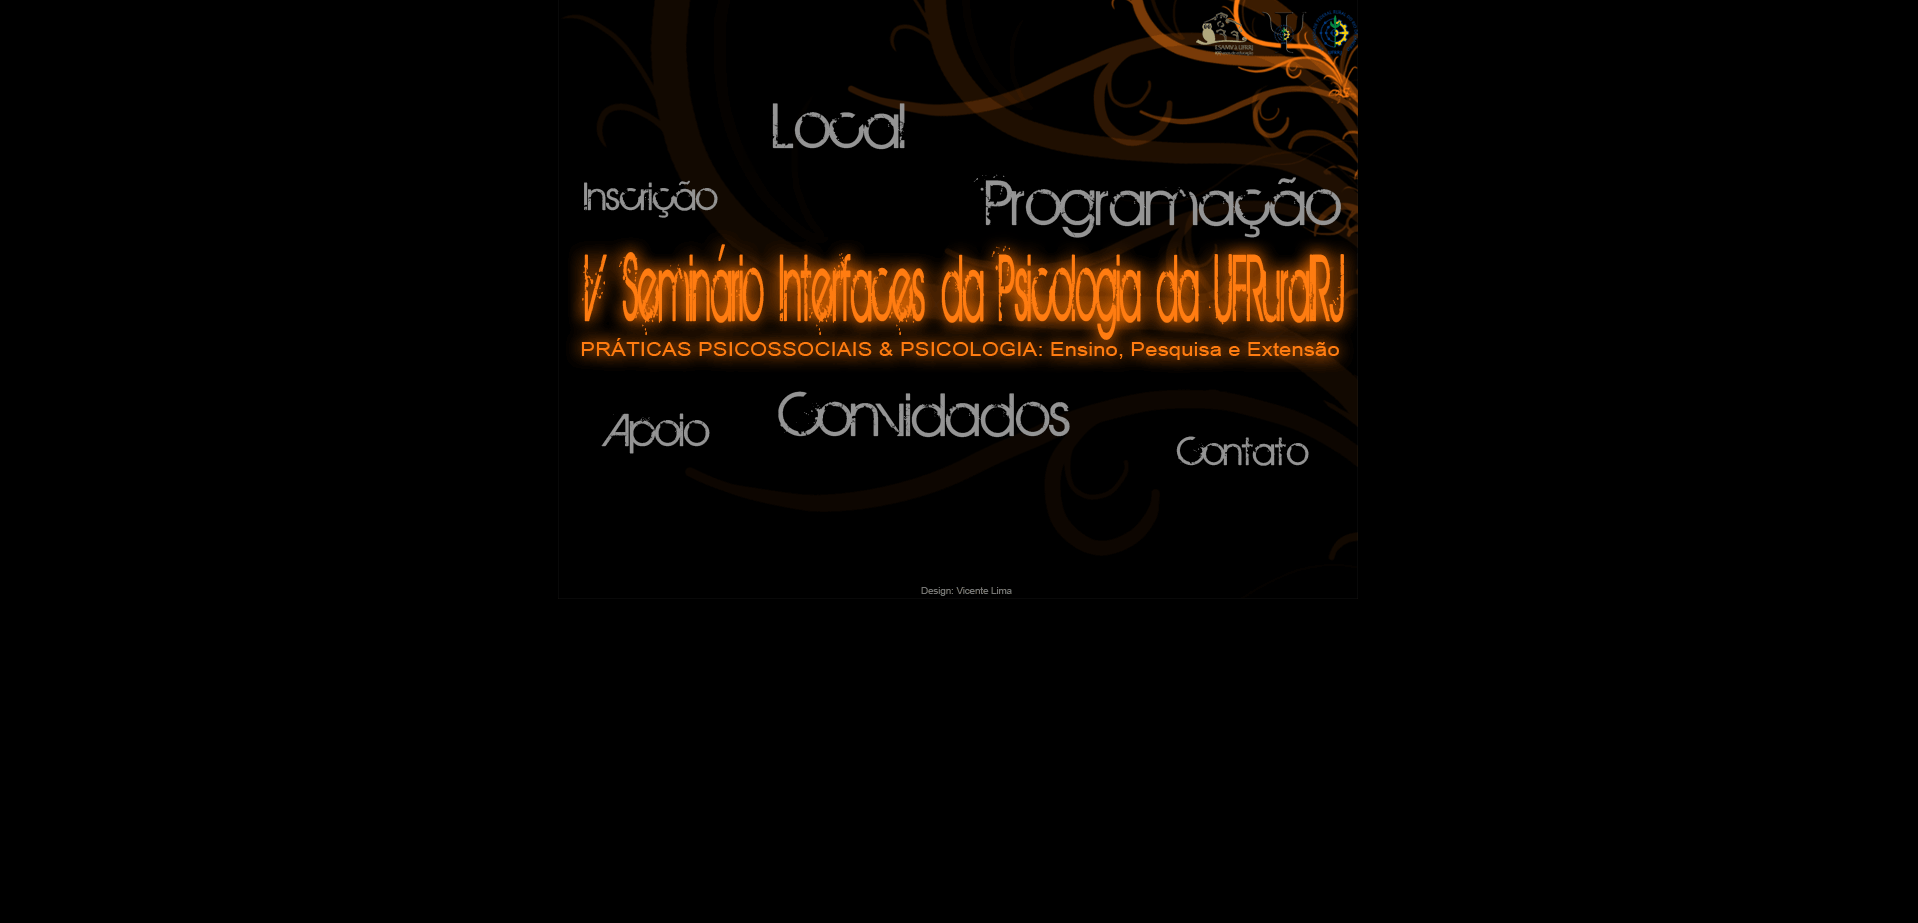 Local
Inscrição
Programação
IV Seminário Interfaces da Psicologia da UFRuralRJ
PRÁTICAS PSICOSSOCIAIS & PSICOLOGIA: Ensino, Pesquisa e Extensão
Convidados
Apoio
Contato
Design: Vicente Lima